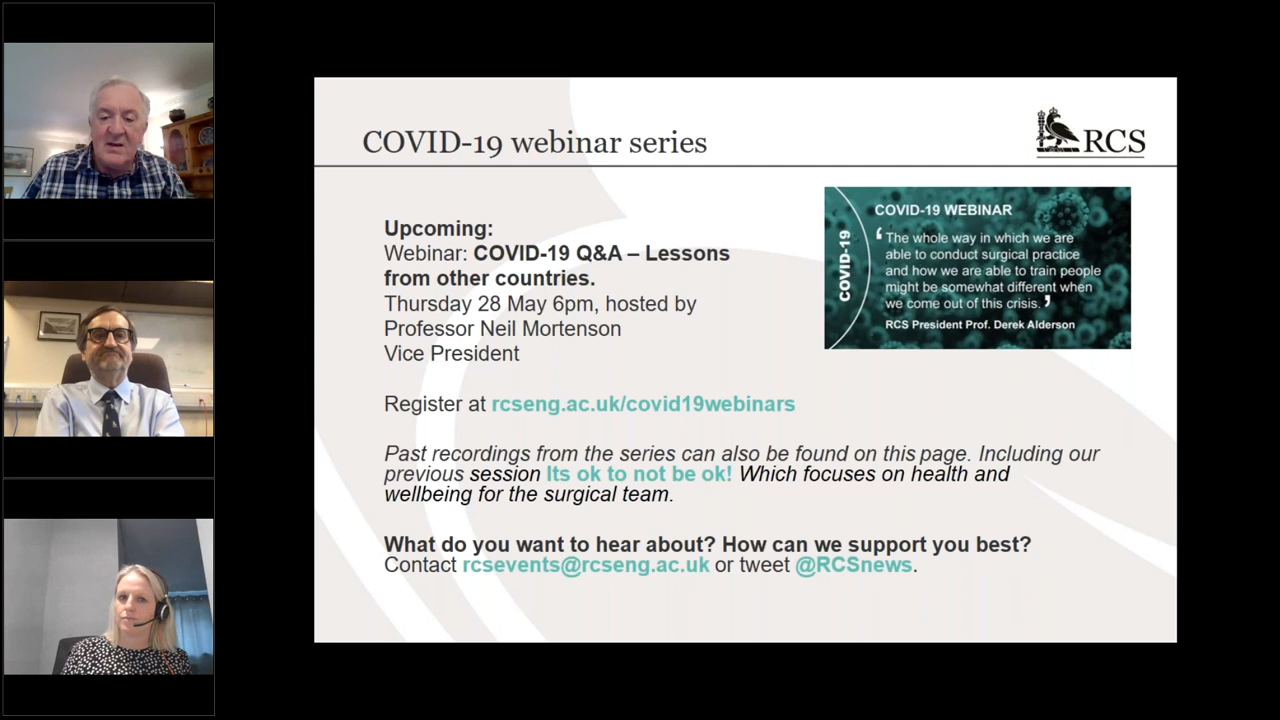 COVID-19 webinar series
RCS
Upcoming:
Webinar: COVID-19 Q&A – Lessons
from other countries.
Thursday 28 May 6pm, hosted by
Professor Neil Mortenson
Vice President
COVID-19
COVID-19 WEBINAR
‘The whole way in which we are
able to conduct surgical practice
and how we are able to train people
might be somewhat different when
we come out of this crisis.’
RCS President Prof. Derek Alderson
Register at rcseng.ac.uk/covid19webinars
Past recordings from the series can also be found on this page. Including our
previous session Its ok to not be ok! Which focuses on health and
wellbeing for the surgical team.
What do you want to hear about? How can we support you best?
Contact rcsevents@rcseng.ac.uk or tweet @RCSnews.